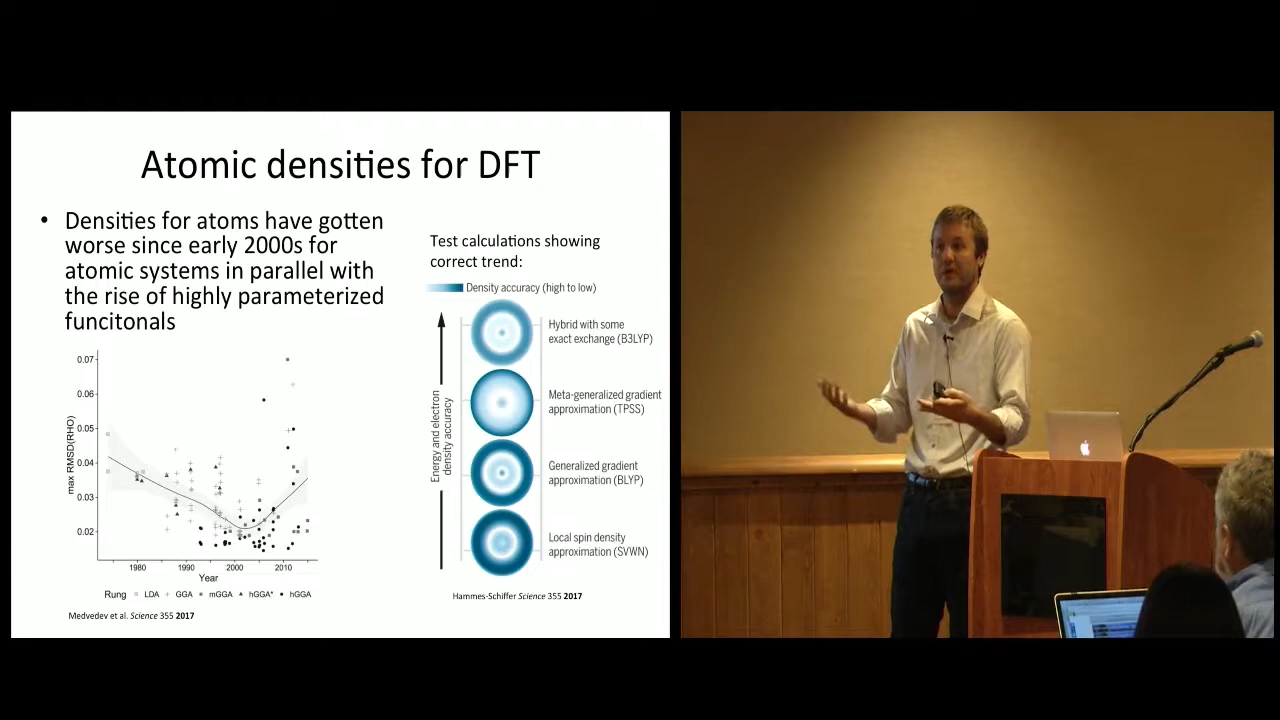 Atomic densities for DFT
• Densities for atoms have gotten
worse since early 2000s for
atomic systems in parallel with
the rise of highly parameterized
funcitonals
Test calculations showing
correct trend:
Density accuracy (high to low)
Hybrid with some
exact exchange (B3LYP)
Meta-generalized gradient
approximation (TPSS)
Generalized gradient
approximation (BLYP)
Local spin density
approximation (SVWN)
Energy and electron
density accuracy
Hammes-Schiffer Science 355 2017
max RMSD(RHO)
0.07
0.06
0.05
0.04
0.03
0.02
1980 1990 2000 2010
Year
Rung LDA GGA mGGA hGGA* hGGA
Medvedev et al. Science 355 2017